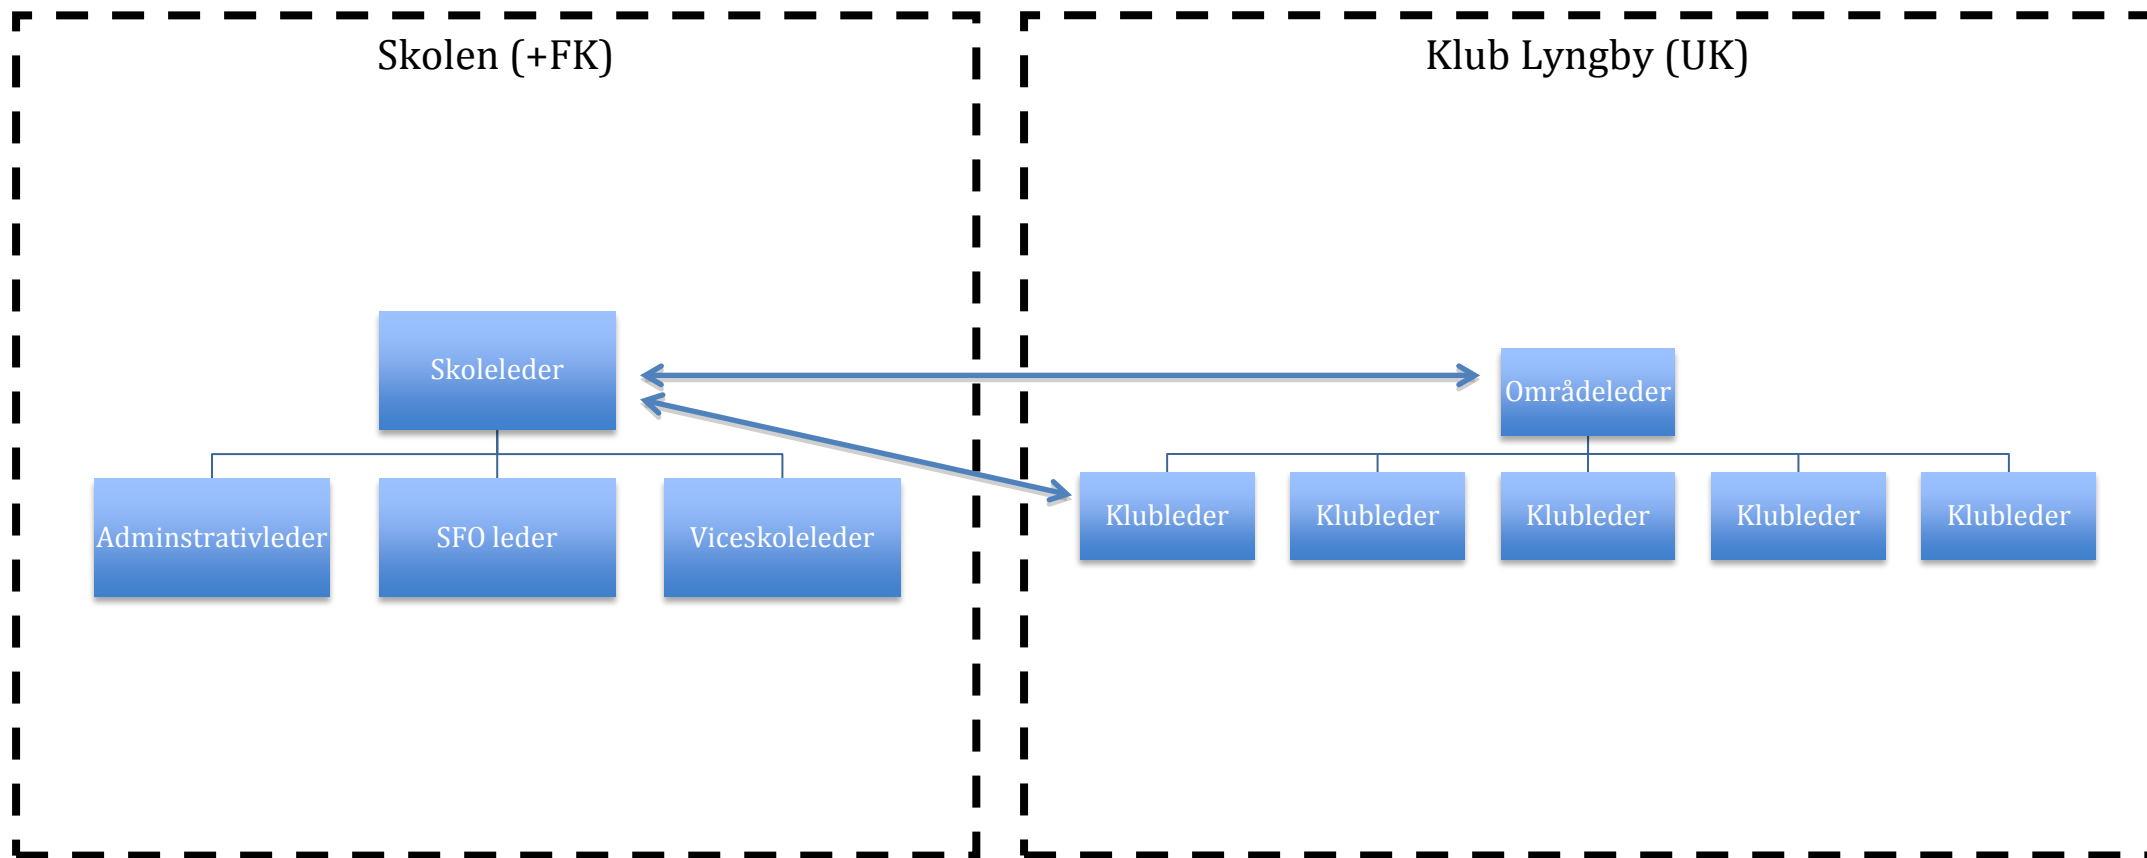 Skolen (+FK)
Klub Lyngby (UK)
Skoleleder
Områdeleder
Adminstrativleder
SFO leder
Viceskoleleder
Klubleder
Klubleder
Klubleder
Klubleder
Klubleder